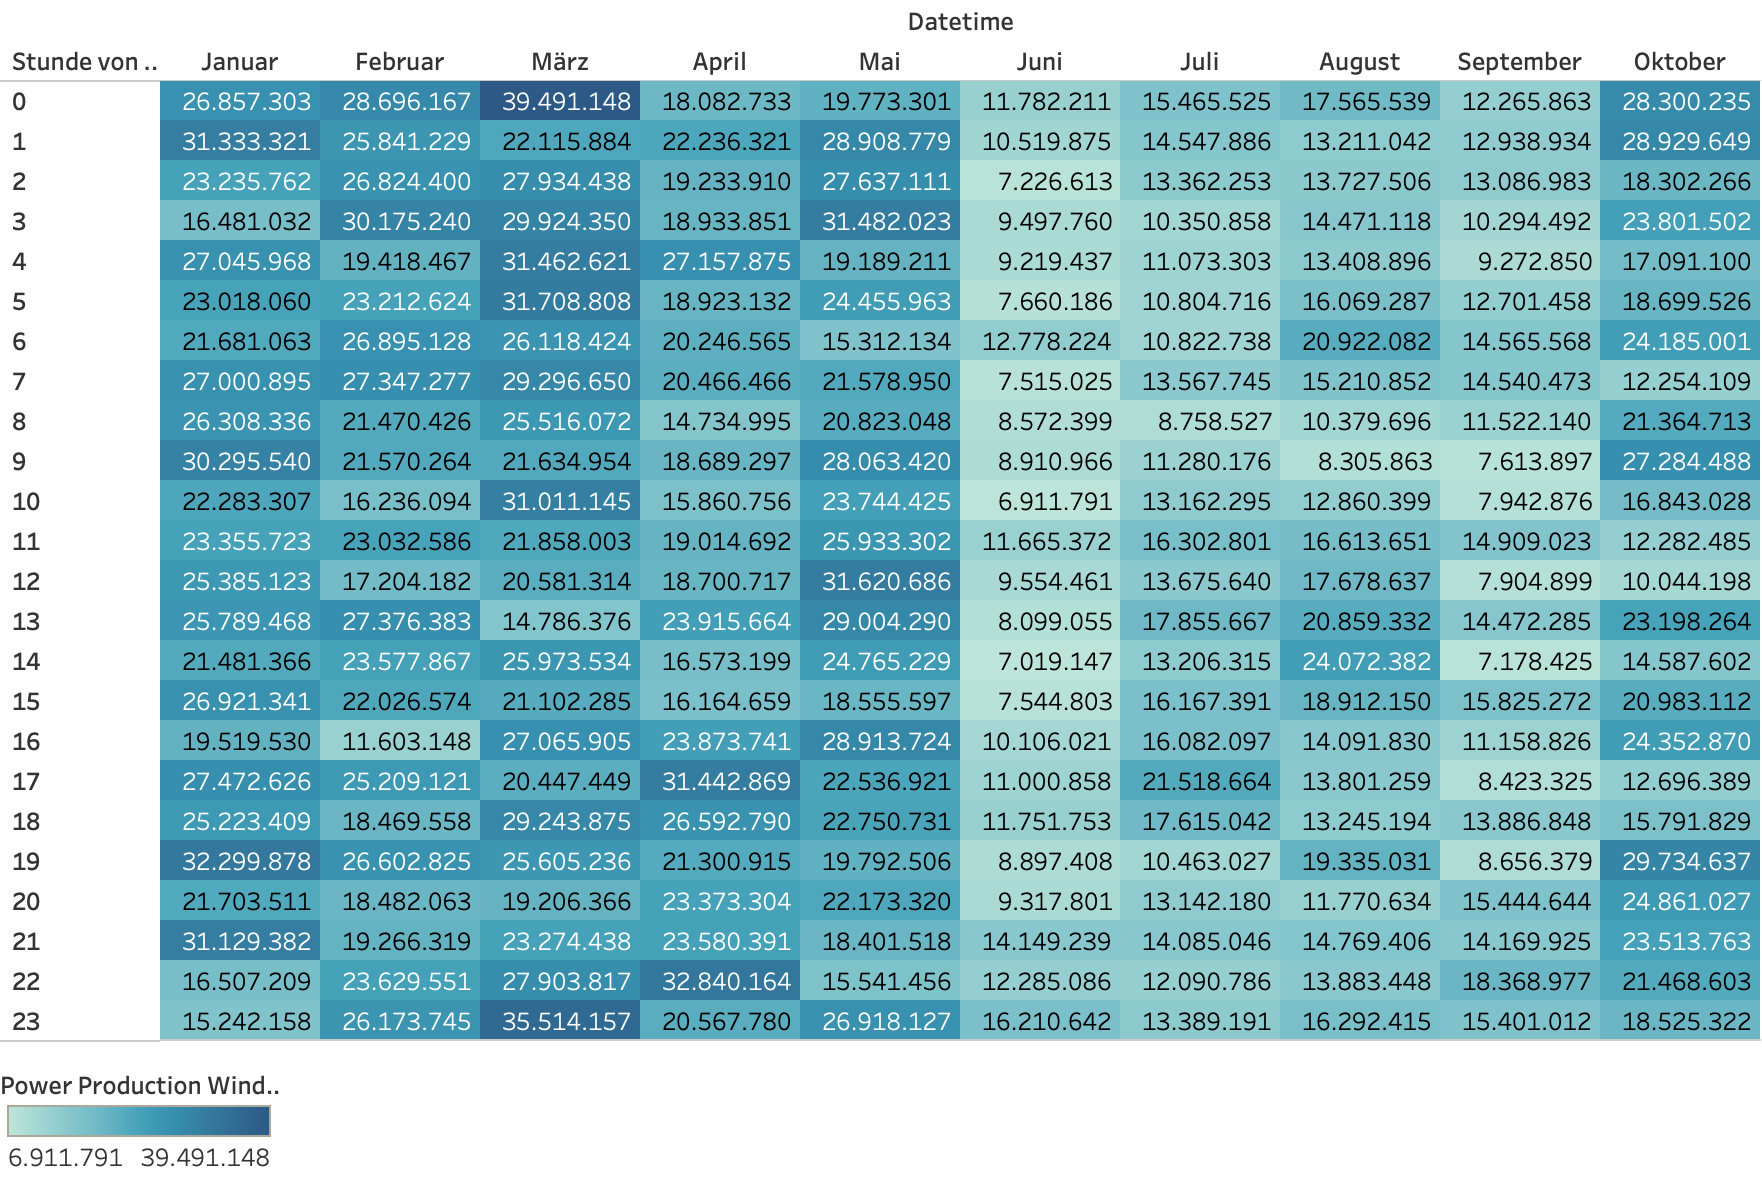 Datetime
Stunde von .. Januar Februar März April Mai Juni Juli August September Oktober
0 26.857.303 28.696.167 39.491.148 18.082.733 19.773.301 11.782.211 15.465.525 17.565.539 12.265.863 28.300.235
1 31.333.321 25.841.229 22.115.884 22.236.321 28.908.779 10.519.875 14.547.886 13.211.042 12.938.934 28.929.649
2 23.235.762 26.824.400 27.934.438 19.233.910 27.637.111 7.226.613 13.362.253 13.727.506 13.086.983 18.302.266
3 16.481.032 30.175.240 29.924.350 18.933.851 31.482.023 9.497.760 10.350.858 14.471.118 10.294.492 23.801.502
4 27.045.968 19.418.467 31.462.621 27.157.875 19.189.211 9.219.437 11.073.303 13.408.896 9.272.850 17.091.100
5 23.018.060 23.212.624 31.708.808 18.923.132 24.455.963 7.660.186 10.804.716 16.069.287 12.701.458 18.699.526
6 21.681.063 26.895.128 26.118.424 20.246.565 15.312.134 12.778.224 10.822.738 20.922.082 14.565.568 24.185.001
7 27.000.895 27.347.277 29.296.650 20.466.466 21.578.950 7.515.025 13.567.745 15.210.852 14.540.473 12.254.109
8 26.308.336 21.470.426 25.516.072 14.734.995 20.823.048 8.572.399 8.758.527 10.379.696 11.522.140 21.364.713
9 30.295.540 21.570.264 21.634.954 18.689.297 28.063.420 8.910.966 11.280.176 8.305.863 7.613.897 27.284.488
10 22.283.307 16.236.094 31.011.145 15.860.756 23.744.425 6.911.791 13.162.295 12.860.399 7.942.876 16.843.028
11 23.355.723 23.032.586 21.858.003 19.014.692 25.933.302 11.665.372 16.302.801 16.613.651 14.909.023 12.282.485
12 25.385.123 17.204.182 20.581.314 18.700.717 31.620.686 9.554.461 13.675.640 17.678.637 7.904.899 10.044.198
13 25.789.468 27.376.383 14.786.376 23.915.664 29.004.290 8.099.055 17.855.667 20.859.332 14.472.285 23.198.264
14 21.481.366 23.577.867 25.973.534 16.573.199 24.765.229 7.019.147 13.206.315 24.072.382 7.178.425 14.587.602
15 26.921.341 22.026.574 21.102.285 16.164.659 18.555.597 7.544.803 16.167.391 18.912.150 15.825.272 20.983.112
16 19.519.530 11.603.148 27.065.905 23.873.741 28.913.724 10.106.021 16.082.097 14.091.830 11.158.826 24.352.870
17 27.472.626 25.209.121 20.447.449 31.442.869 22.536.921 11.000.858 21.518.664 13.801.259 8.423.325 12.696.389
18 25.223.409 18.469.558 29.243.875 26.592.790 22.750.731 11.751.753 17.615.042 13.245.194 13.886.848 15.791.829
19 32.299.878 26.602.825 25.605.236 21.300.915 19.792.506 8.897.408 10.463.027 19.335.031 8.656.379 29.734.637
20 21.703.511 18.482.063 19.206.366 23.373.304 22.173.320 9.317.801 13.142.180 11.770.634 15.444.644 24.861.027
21 31.129.382 19.266.319 23.274.438 23.580.391 18.401.518 14.149.239 14.085.046 14.769.406 14.169.925 23.513.763
22 16.507.209 23.629.551 27.903.817 32.840.164 15.541.456 12.285.086 12.090.786 13.883.448 18.368.977 21.468.603
23 15.242.158 26.173.745 35.514.157 20.567.780 26.918.127 16.210.642 13.389.191 16.292.415 15.401.012 18.525.322
Power Production Wind..
6.911.791 39.491.148